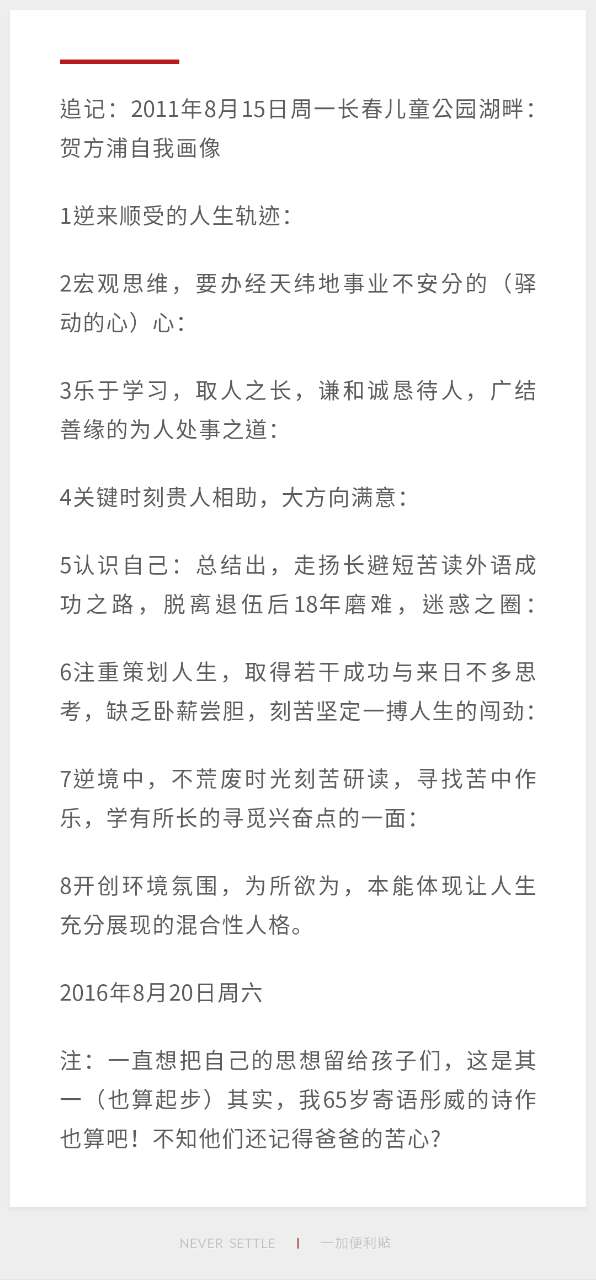 追记：2011年8月15日周一长春儿童公园湖畔：
贺方浦自我画像
1逆来顺受的人生轨迹：
2宏观思维，要办经天纬地事业不安分的（驿
动的心）心：
3乐于学习，取人之长，谦和诚恳待人，广结
善缘的为人处事之道：
4关键时刻贵人相助，大方向满意：
5认识自己：总结出，走扬长避短苦读外语成
功之路，脱离退伍后18年磨难，迷惑之圈：
6注重策划人生，取得若干成功与来日不多思
考，缺乏卧薪尝胆，刻苦坚定一搏人生的闯劲：
7逆境中，不荒废时光刻苦研读，寻找苦中作
乐，学有所长的寻觅兴奋点的一面：
8开创环境氛围，为所欲为，本能体现让人生
充分展现的混合性人格。
2016年8月20日周六
注：一直想把自己的思想留给孩子们，这是其
一（也算起步）其实，我65岁寄语彤威的诗作
也算吧！不知他们还记得爸爸的苦心?
NEVER SETTLE | 一加便利贴